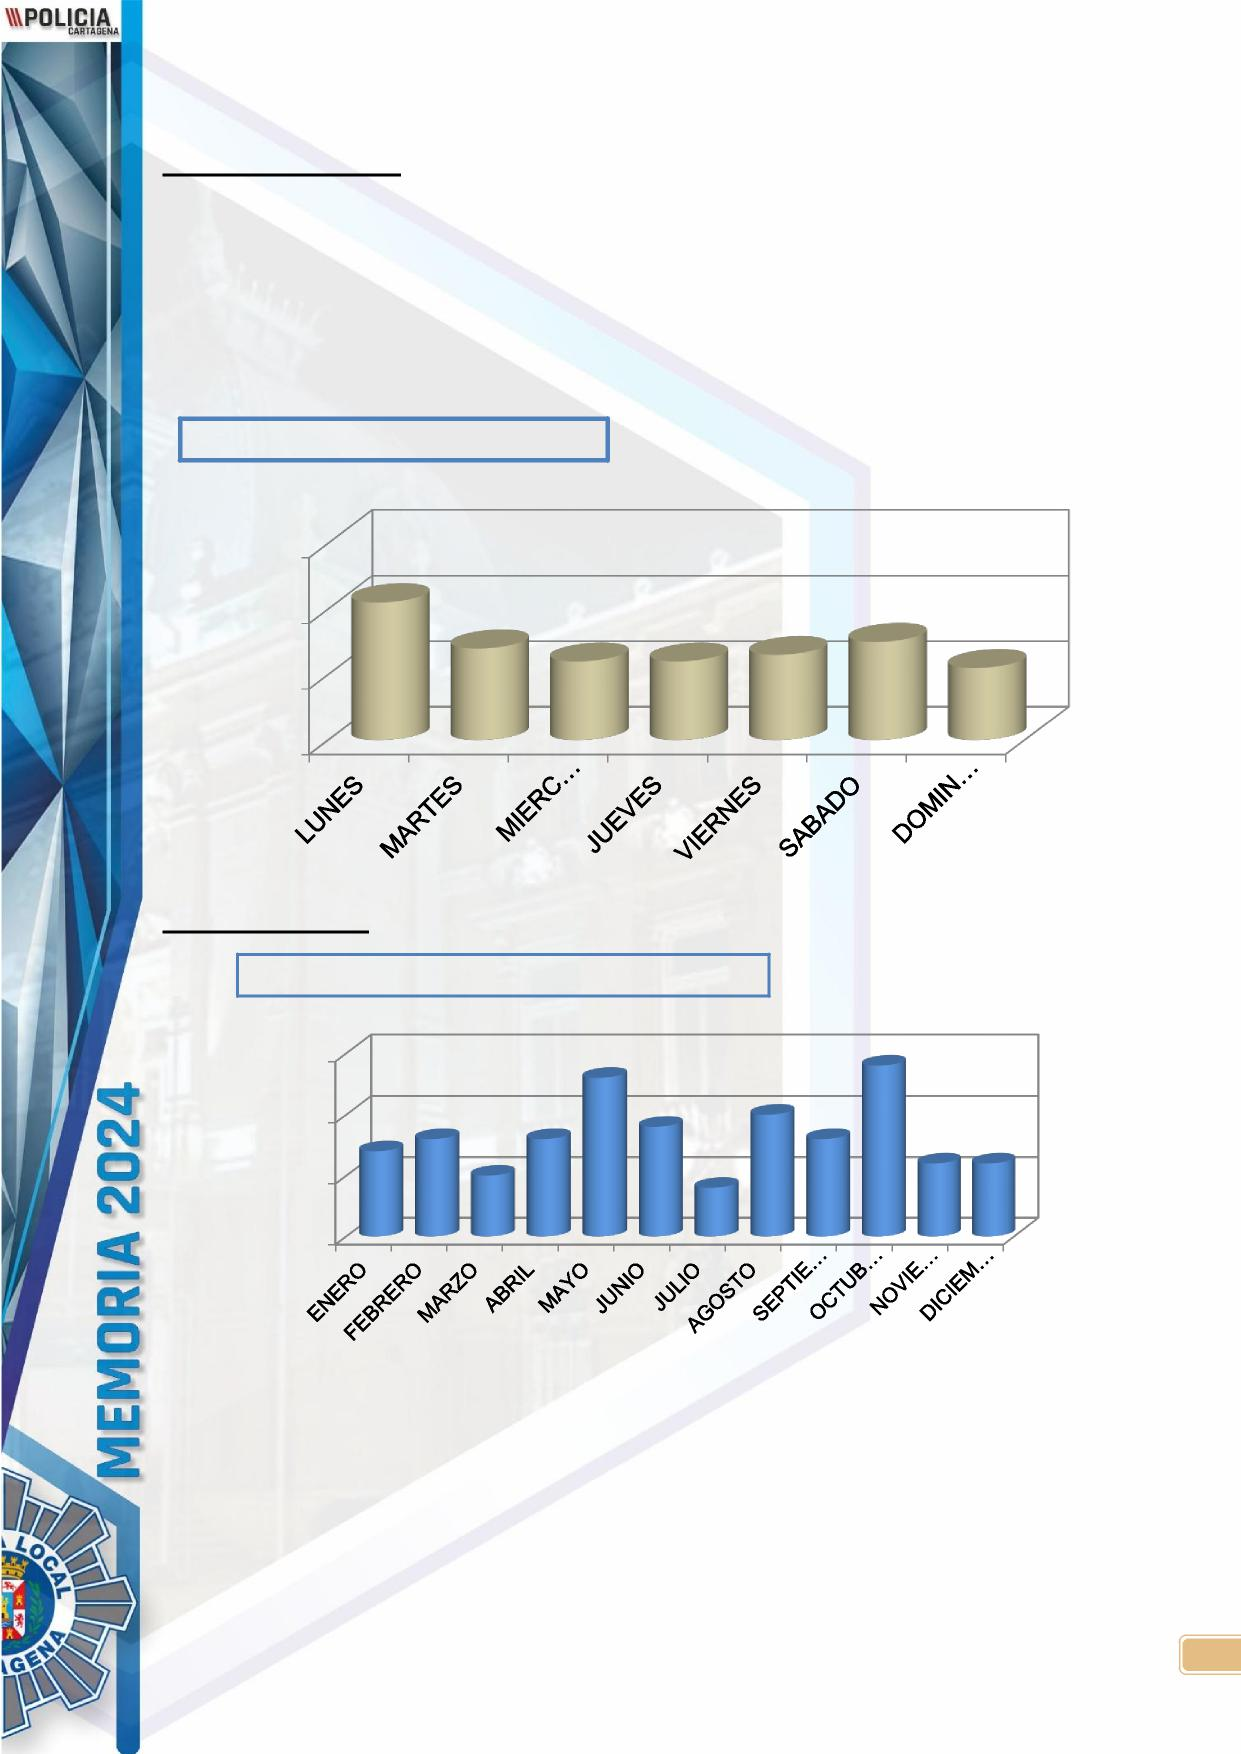 POLICIA
CARTAGENA
LUNES
MARTES
MIERC...
JUEVES
VIERNES
SABADO
DOMIN...
ENERO
FEBRERO
MARZO
ABRIL
MAYO
JUNIO
JULIO
AGOSTO
SEPTIE...
OCTUB...
NOVIE...
DICIEM...
MEMORIA 2024
A LOCAL
AGENA